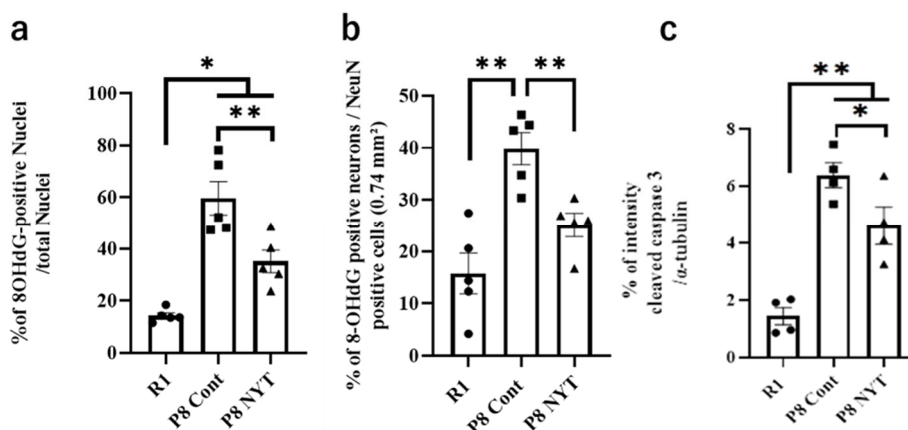 a
%of 8OHdG-positive Nuclei
/total Nuclei
100
80
60
40
20
0
*
**
R1
P8 Cont
P8 NYT
b
% of 8-OHdG positive neurons / NeuN
positive cells (0.74 mm²)
50
40
30
20
10
0
**
**
R1
P8 Cont
P8 NYT
c
% of intensity
cleaved caspase 3
/α-tubulin
8
6
4
2
0
**
*
R1
P8 Cont
P8 NYT